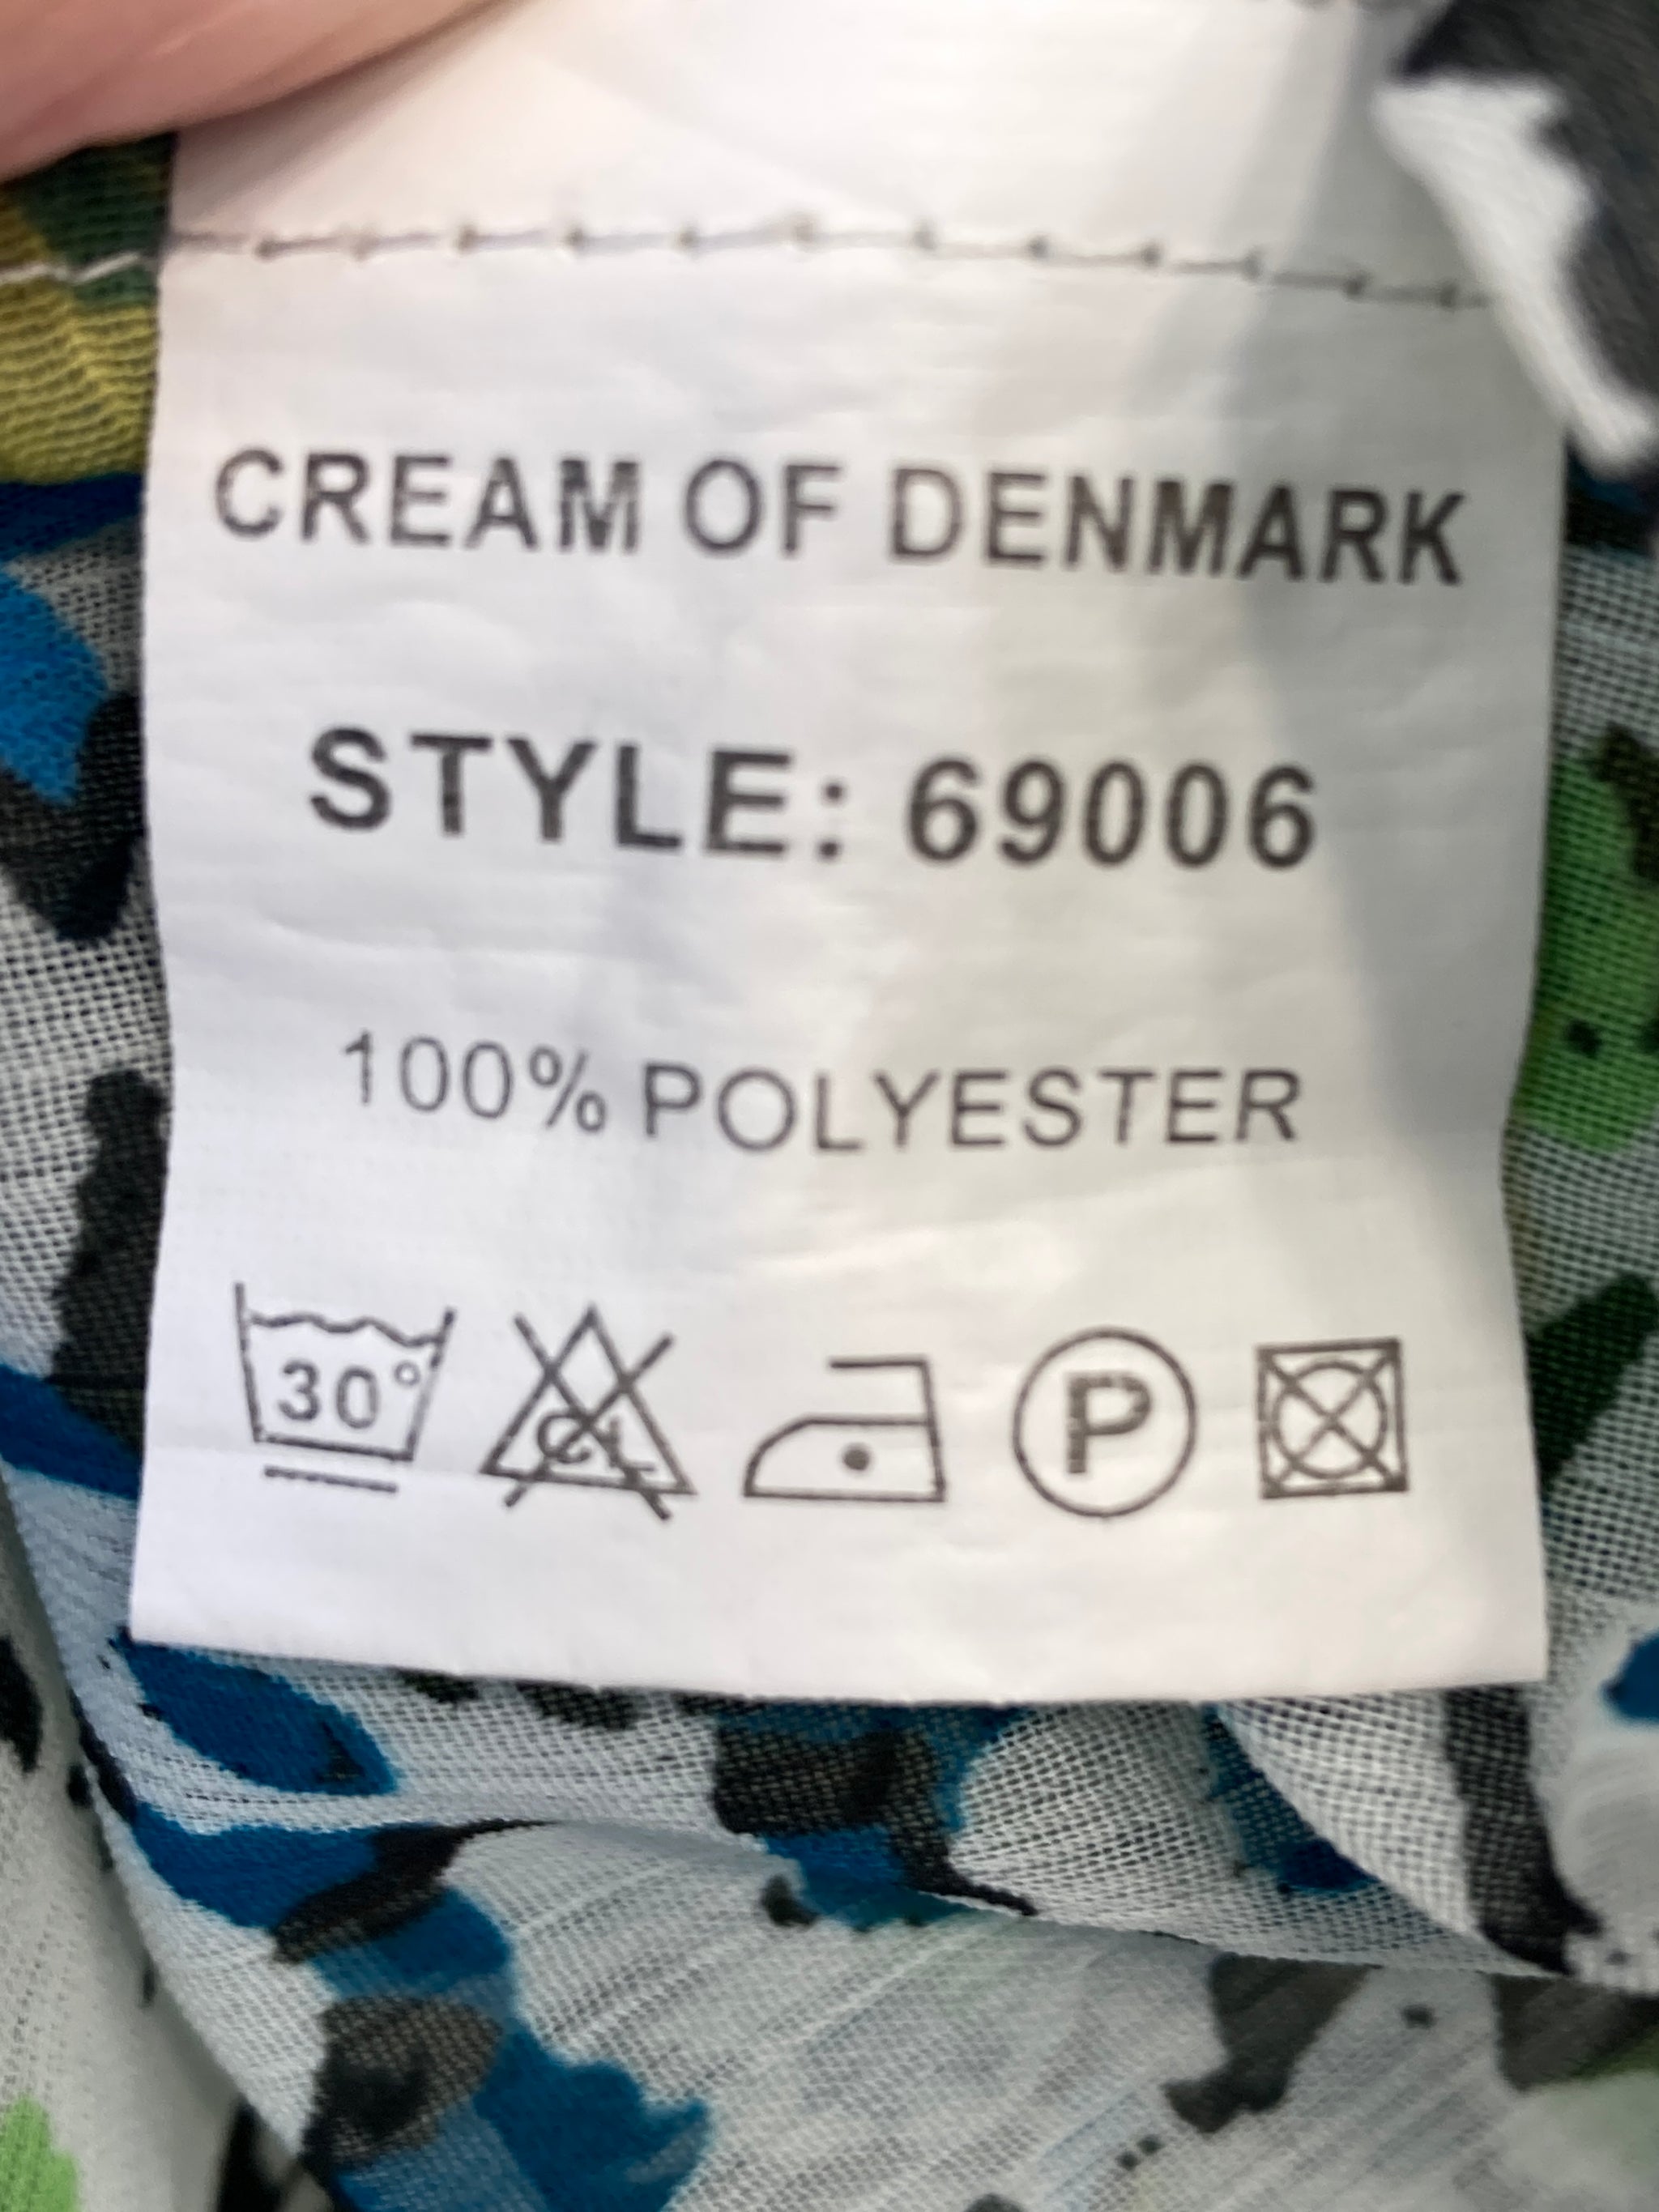 CREAM OF DENMARK
STYLE: 69006
100% POLYESTER
30° CL P